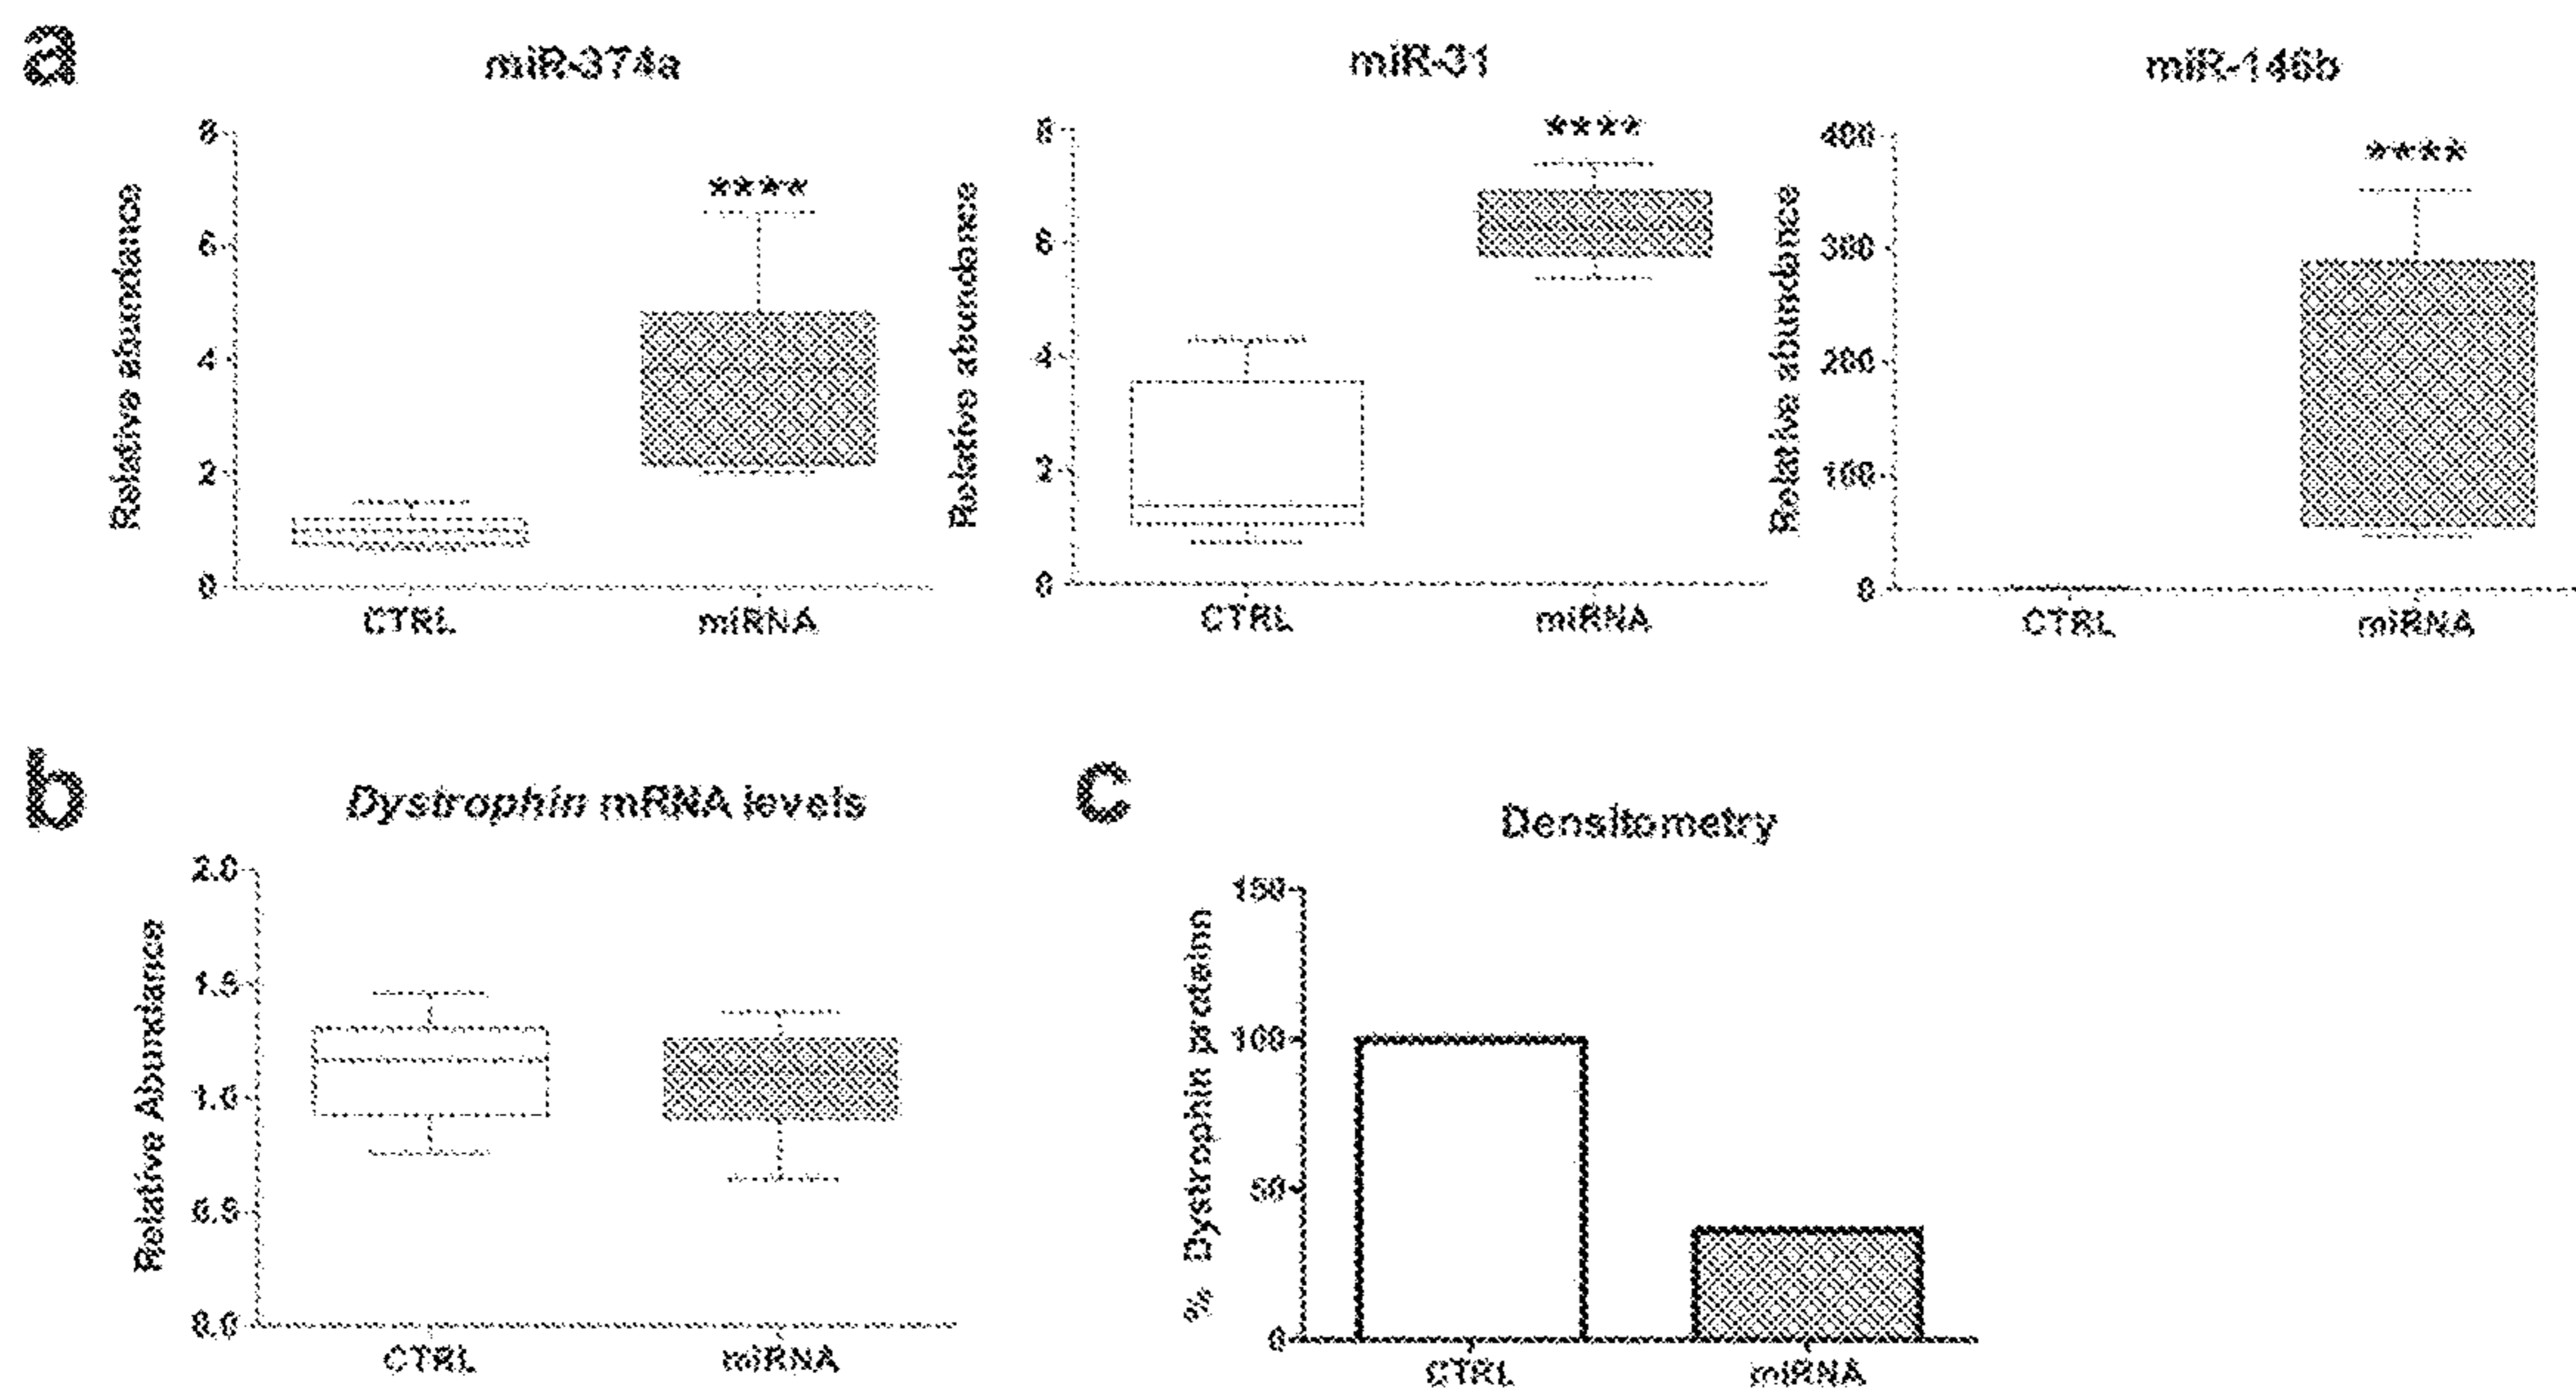 a
miR-374a
miR-31
miR-146b
Relative abundance
8
6
4
2
0
****
CTRL
miRNA
Relative abundance
8
6
4
2
0
****
CTRL
miRNA
Relative abundance
400
300
200
100
0
****
CTRL
miRNA
b
Dystrophin mRNA levels
Relative Abundance
2.0
1.5
1.0
0.5
0.0
CTRL
miRNA
c
Densitometry
% Dystrophin protein
150
100
50
0
CTRL
miRNA